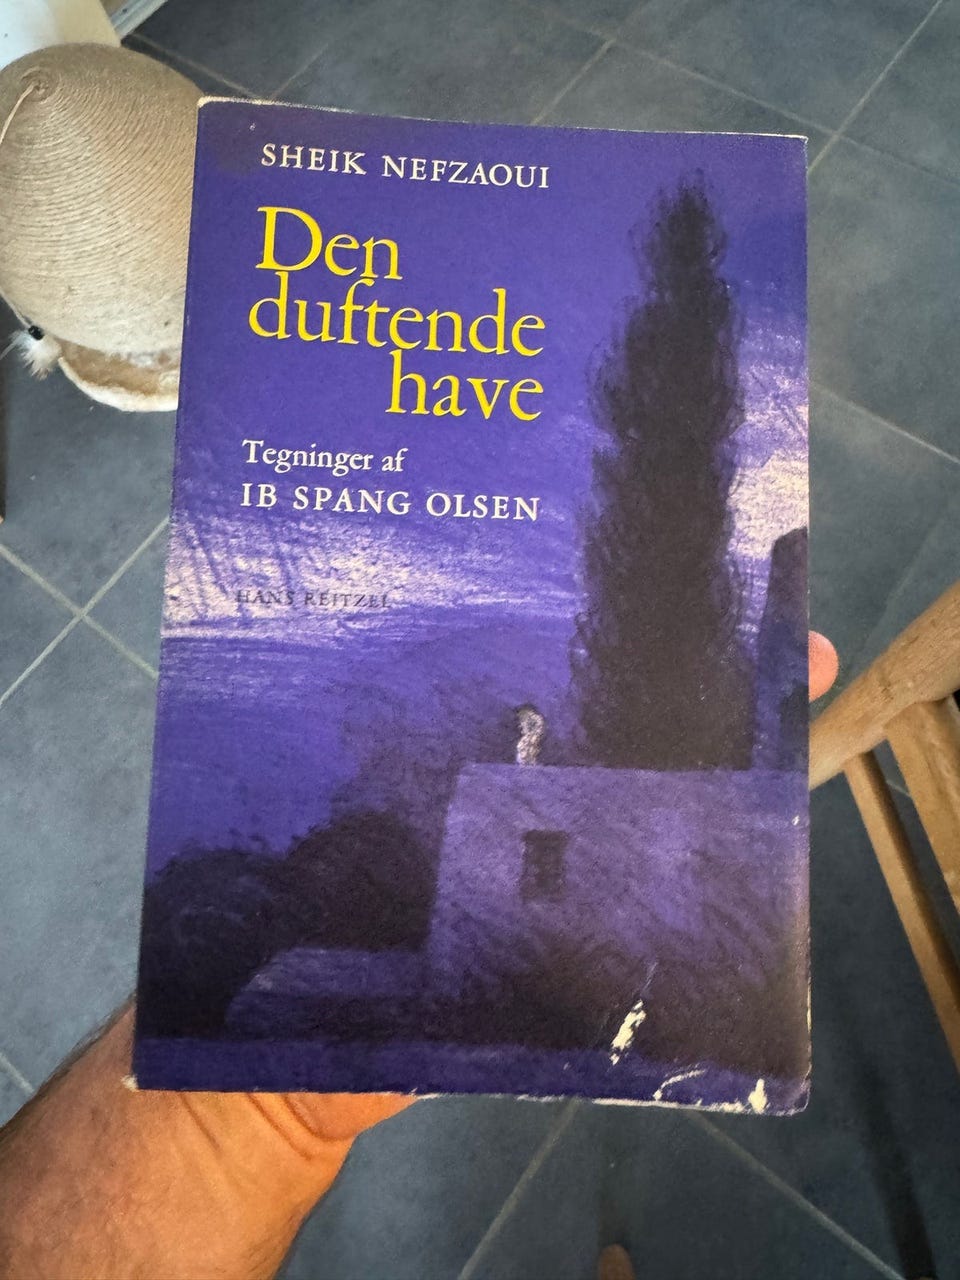 SHEIK NEFZAOUI
Den
duftende
have
Tegninger af
IB SPANG OLSEN
HANS REITZEL